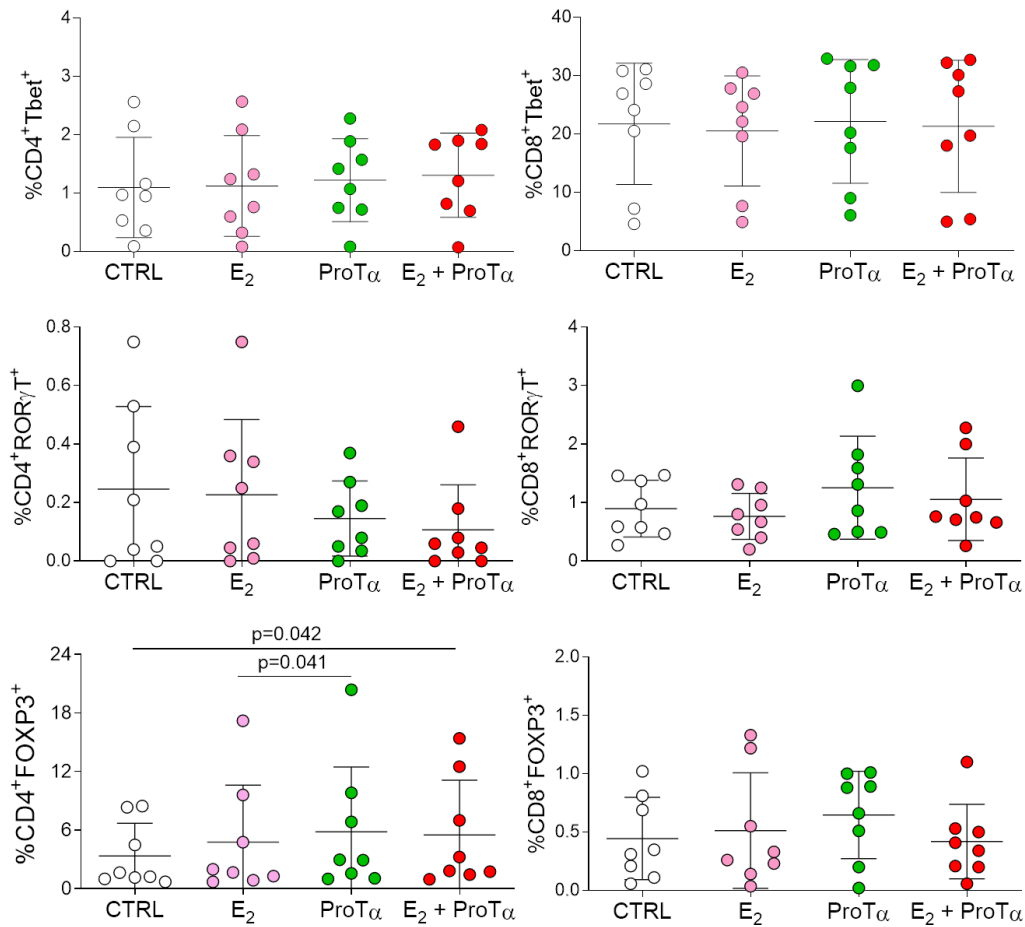 %CD4⁺Tbet⁺
4
3
2
1
0
CTRL E₂ ProTα E₂ + ProTα
%CD8⁺Tbet⁺
40
30
20
10
0
CTRL E₂ ProTα E₂ + ProTα
%CD4⁺RORγT⁺
0.8
0.6
0.4
0.2
0.0
CTRL E₂ ProTα E₂ + ProTα
%CD8⁺RORγT⁺
4
3
2
1
0
CTRL E₂ ProTα E₂ + ProTα
%CD4⁺FOXP3⁺
p=0.042
p=0.041
24
18
12
6
0
CTRL E₂ ProTα E₂ + ProTα
%CD8⁺FOXP3⁺
2.0
1.5
1.0
0.5
0.0
CTRL E₂ ProTα E₂ + ProTα